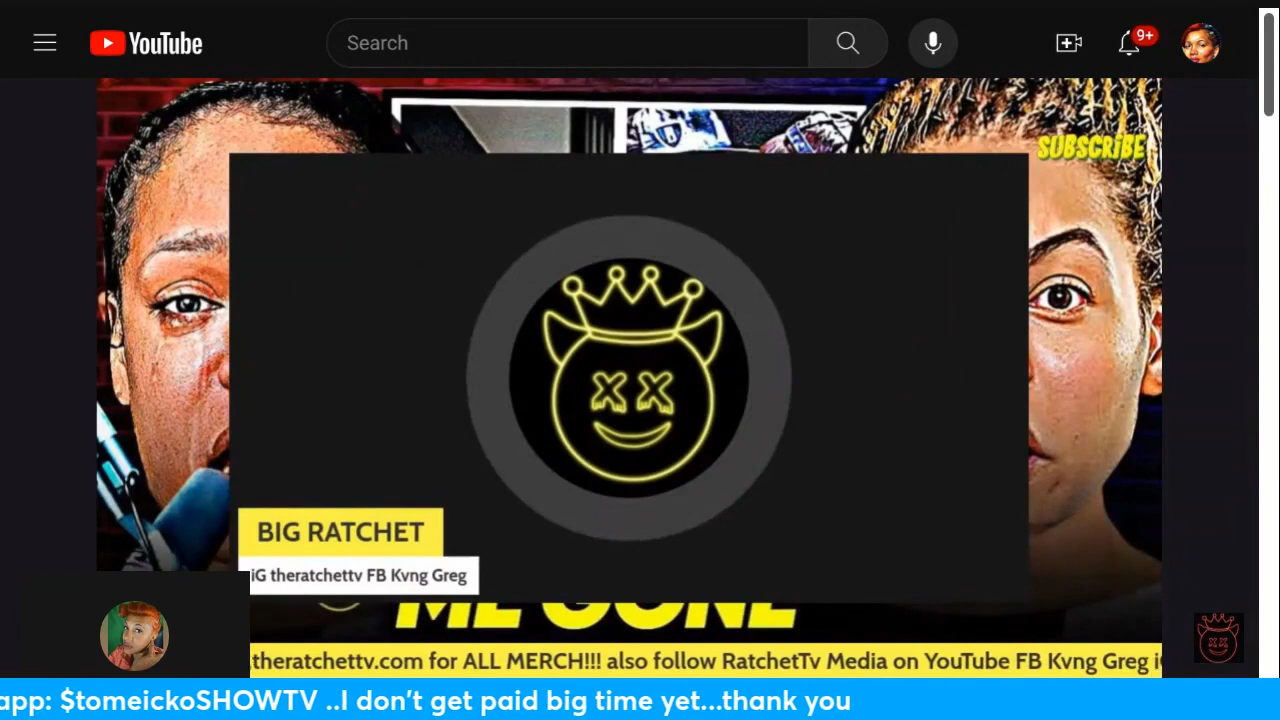 YouTube
Search
9+
SUBSCRIBE
BIG RATCHET
iG theratchettv FB Kvng Greg
ME GONE
theratchettv.com for ALL MERCH!!! also follow RatchetTv Media on YouTube FB Kvng Greg i
app: $tomeickoSHOWTV ..I don't get paid big time yet...thank you